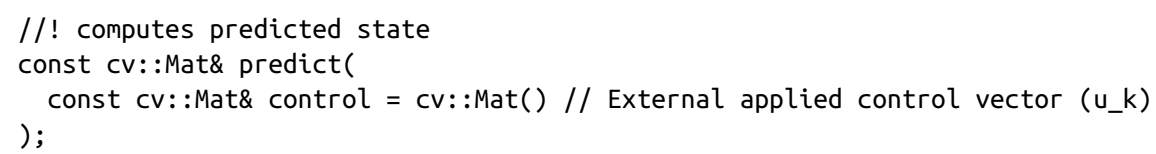 //! computes predicted state
const cv::Mat& predict(
  const cv::Mat& control = cv::Mat() // External applied control vector (u_k)
);